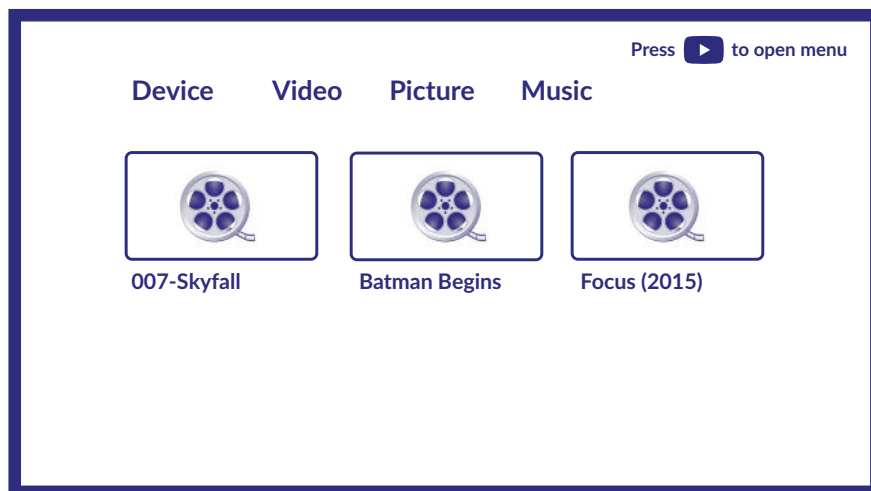 Press to open menu
Device Video Picture Music
007-Skyfall Batman Begins Focus (2015)